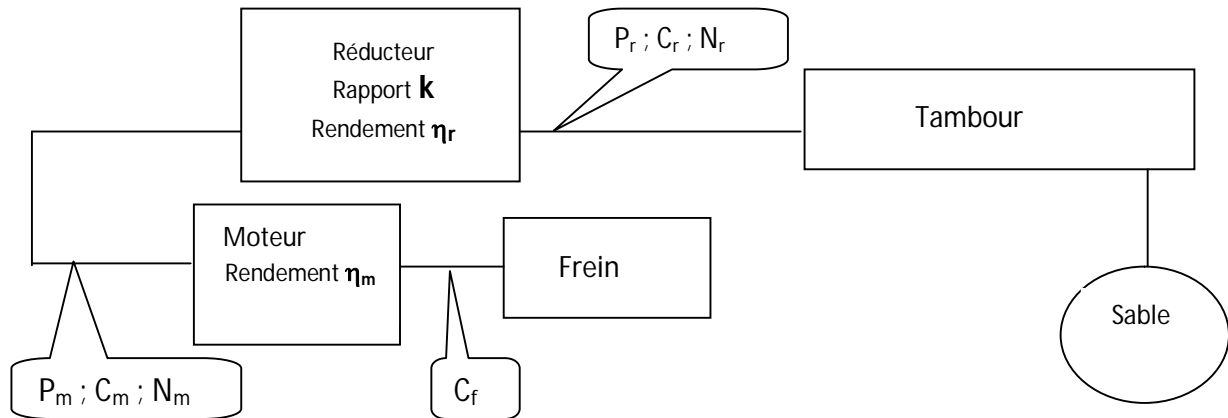 Réducteur
Rapport k
Rendement ηr
Pr ; Cr ; Nr
Tambour
Moteur
Rendement ηm
Frein
Sable
Pm ; Cm ; Nm
Cf